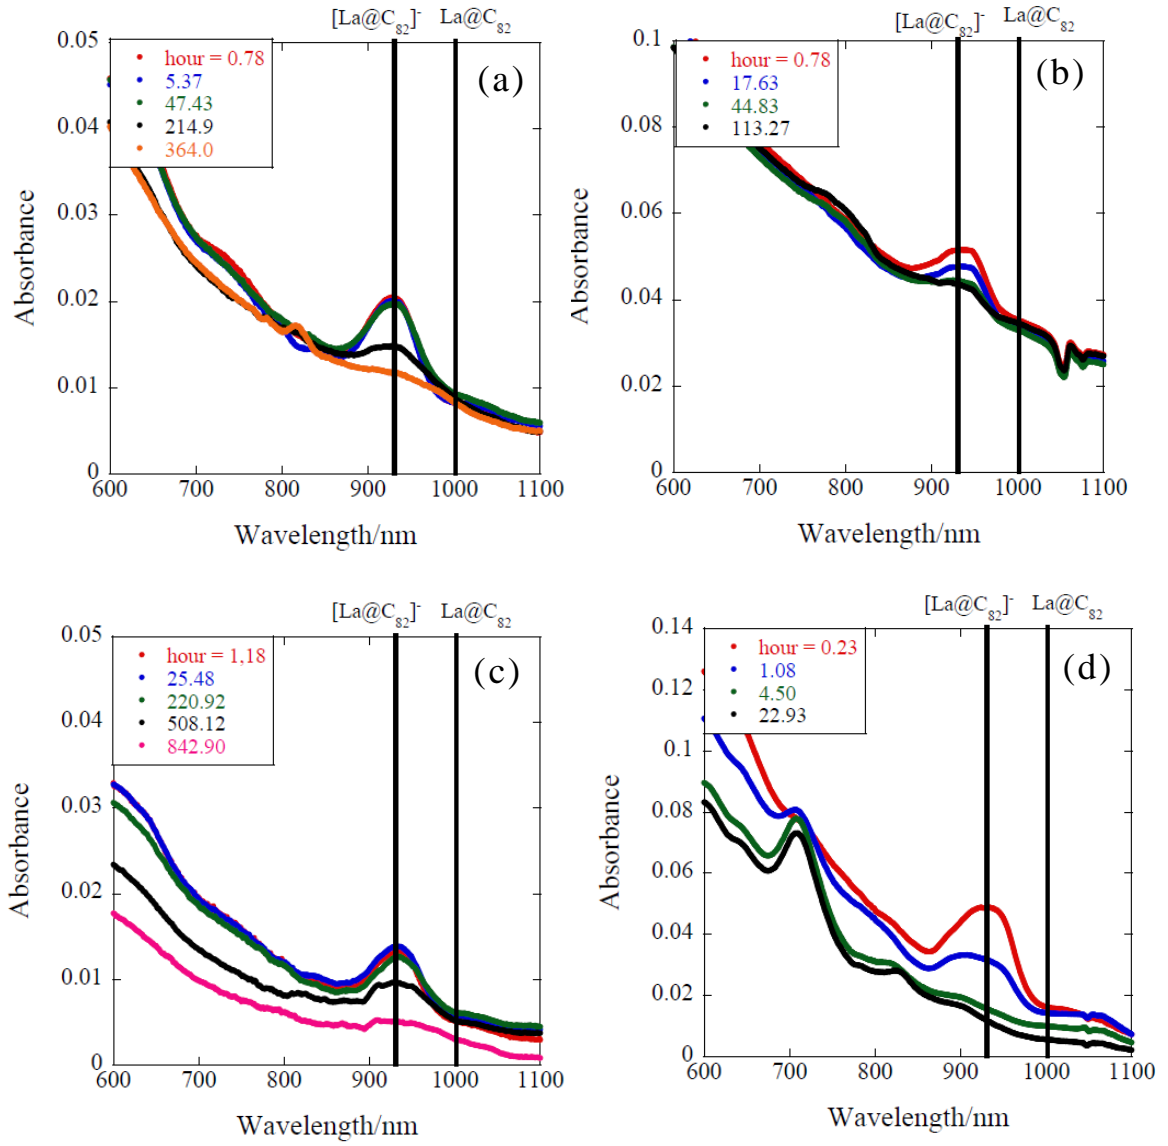 [La@C82]- La@C82
0.05
0.04
0.03
0.02
0.01
0
Absorbance
hour = 0.78
5.37
47.43
214.9
364.0
(a)
600 700 800 900 1000 1100
Wavelength/nm
[La@C82]- La@C82
0.1
0.08
0.06
0.04
0.02
0
Absorbance
hour = 0.78
17.63
44.83
113.27
(b)
600 700 800 900 1000 1100
Wavelength/nm
[La@C82]- La@C82
0.05
0.04
0.03
0.02
0.01
0
Absorbance
hour = 1,18
25.48
220.92
508.12
842.90
(c)
600 700 800 900 1000 1100
Wavelength/nm
[La@C82]- La@C82
0.14
0.12
0.1
0.08
0.06
0.04
0.02
0
Absorbance
hour = 0.23
1.08
4.50
22.93
(d)
600 700 800 900 1000 1100
Wavelength/nm